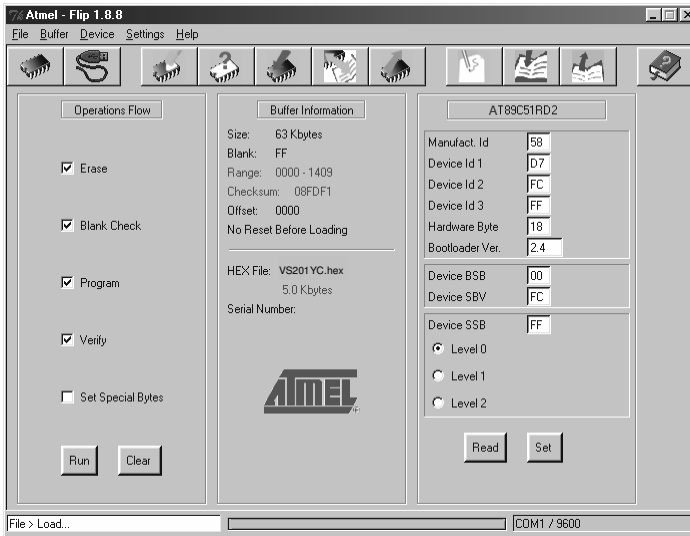 Atmel - Flip 1.8.8
File Buffer Device Settings Help
Operations Flow
Erase
Blank Check
Program
Verify
Set Special Bytes
Run Clear
Buffer Information
Size: 63 Kbytes
Blank: FF
Range: 0000 - 1409
Checksum: 08FDF1
Offset: 0000
No Reset Before Loading
HEX File: VS201YC.hex
5.0 Kbytes
Serial Number:
ATMEL
AT89C51RD2
Manufact. Id 58
Device Id 1 D7
Device Id 2 FC
Device Id 3 FF
Hardware Byte 18
Bootloader Ver. 2.4
Device BSB 00
Device SBV FC
Device SSB FF
Level 0
Level 1
Level 2
Read Set
File > Load...
COM1 / 9600